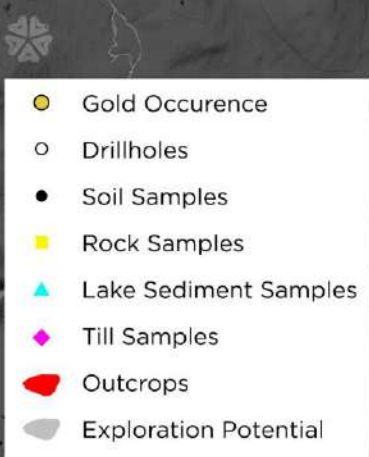 Gold Occurence
Drillholes
Soil Samples
Rock Samples
Lake Sediment Samples
Till Samples
Outcrops
Exploration Potential